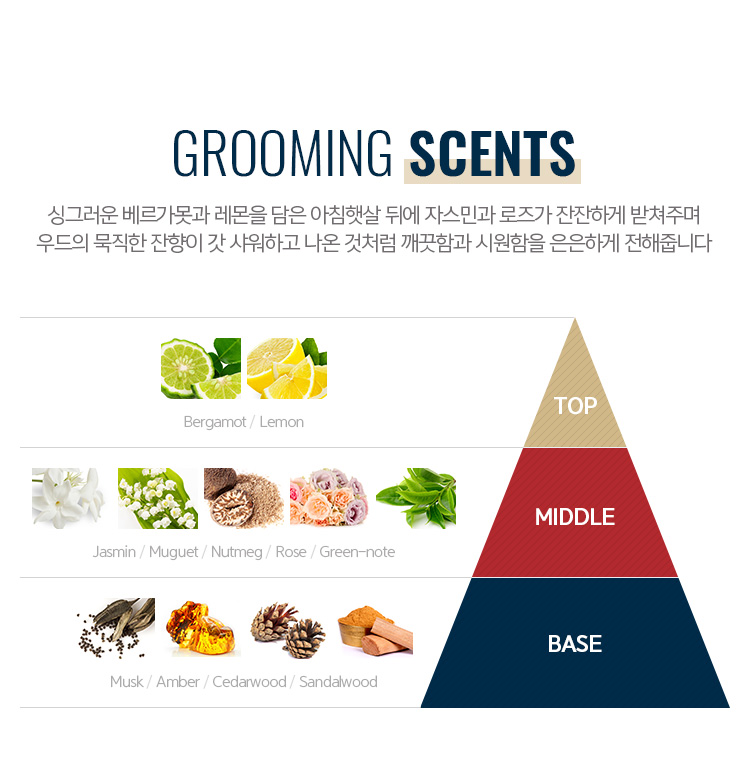 GROOMING SCENTS
싱그러운 베르가못과 레몬을 담은 아침햇살 뒤에 자스민과 로즈가 잔잔하게 받쳐주며
우드의 묵직한 잔향이 갓 샤워하고 나온 것처럼 깨끗함과 시원함을 은은하게 전해줍니다
TOP
Bergamot / Lemon
MIDDLE
Jasmin / Muguet / Nutmeg / Rose / Green-note
BASE
Musk / Amber / Cedarwood / Sandalwood